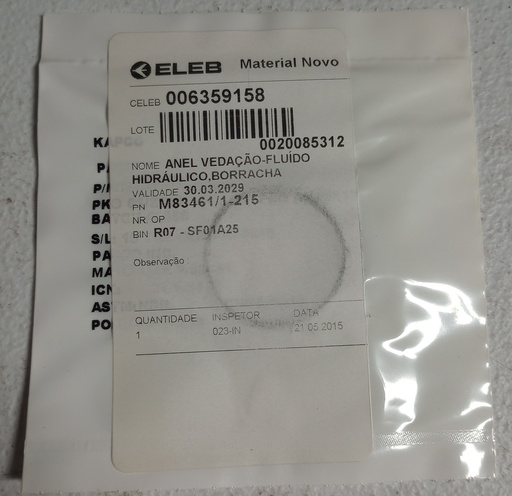 ELEB Material Novo
CELEB 006359158
LOTE
0020085312
NOME ANEL VEDAÇÃO-FLUÍDO
HIDRÁULICO,BORRACHA
VALIDADE 30.03.2029
PN M83461/1-215
NR. OP
BIN R07 - SF01A25
Observação
QUANTIDADE INSPETOR DATA
1 023-IN 21.05.2015
P/N
S/L